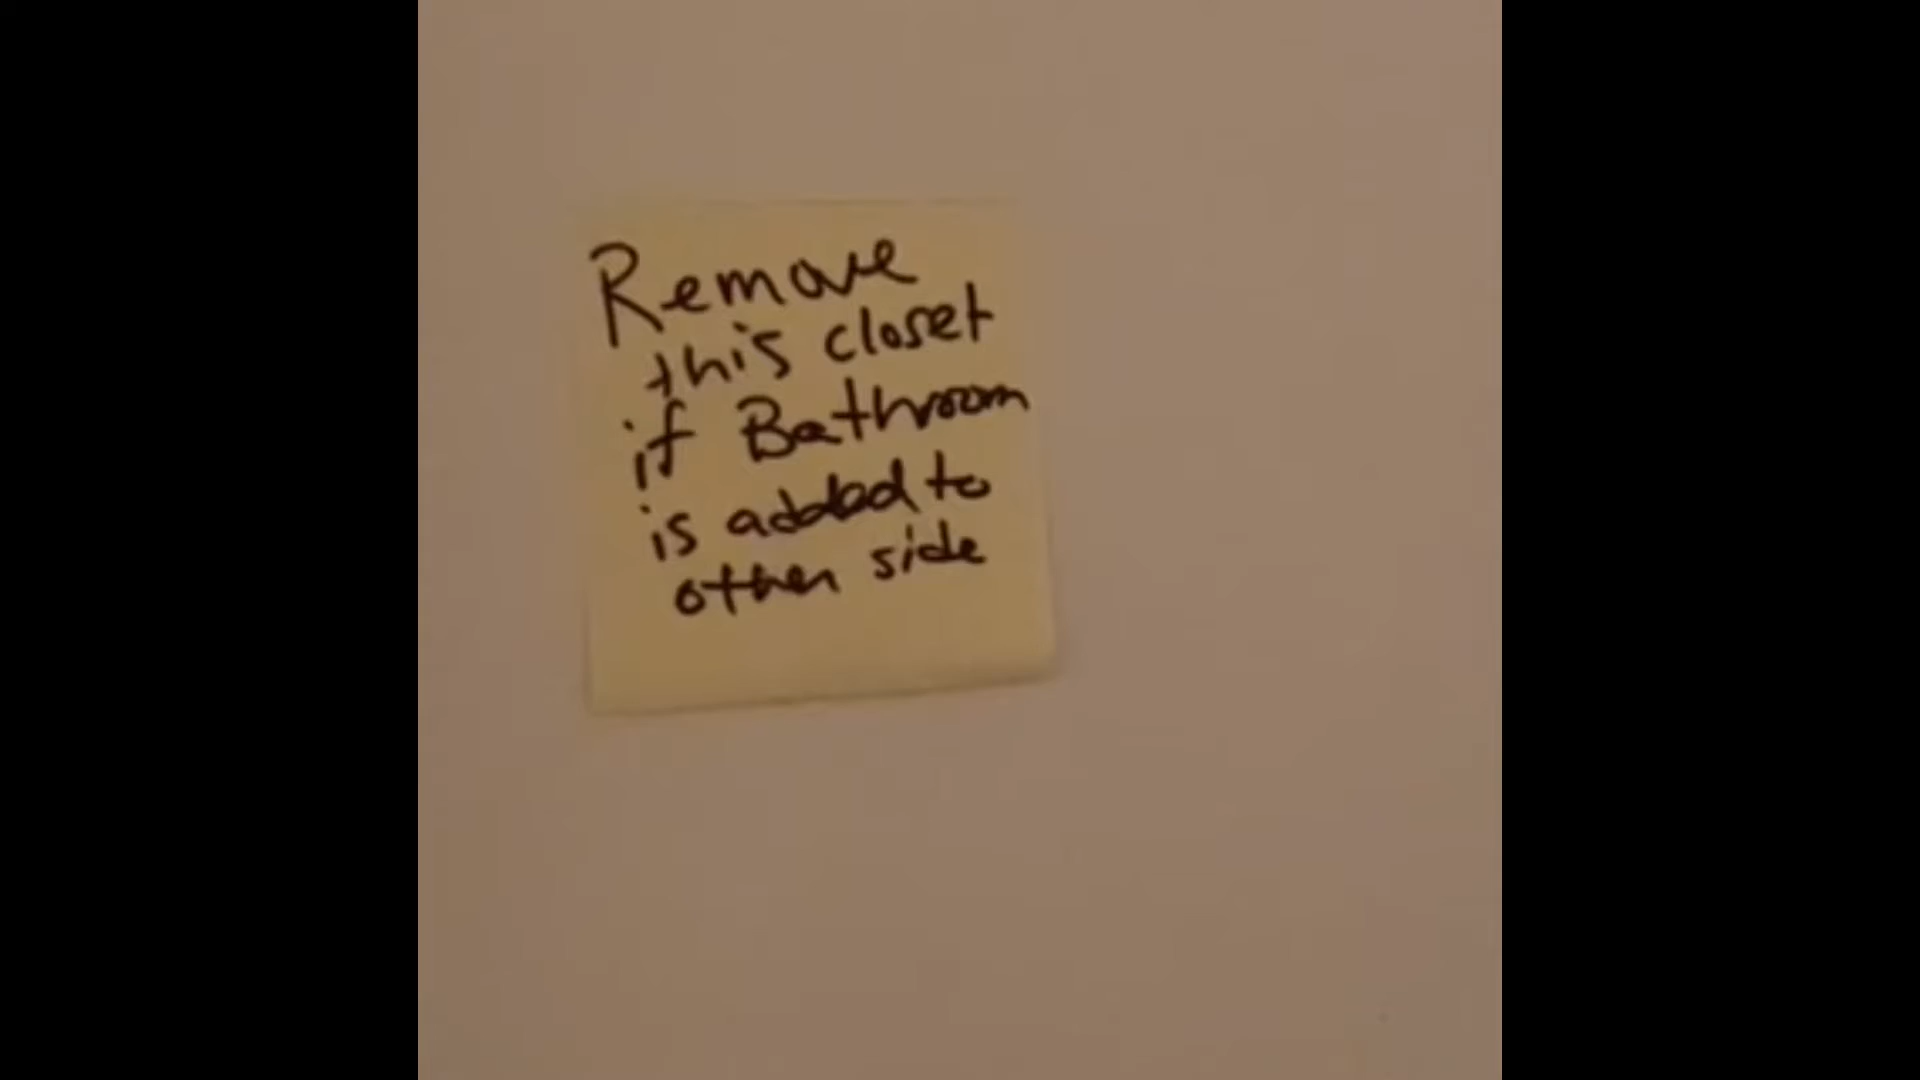 Remove
this closet
if Bathroom
is added to
other side